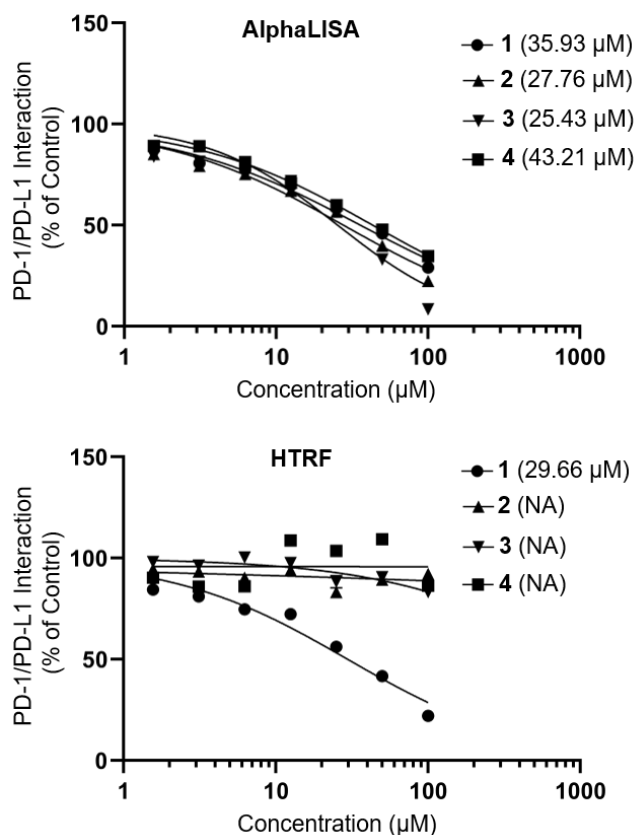 AlphaLISA
1 (35.93 µM)
2 (27.76 µM)
3 (25.43 µM)
4 (43.21 µM)
PD-1/PD-L1 Interaction
(% of Control)
150
100
50
0
1
10
100
1000
Concentration (µM)
HTRF
1 (29.66 µM)
2 (NA)
3 (NA)
4 (NA)
PD-1/PD-L1 Interaction
(% of Control)
150
100
50
0
1
10
100
1000
Concentration (µM)